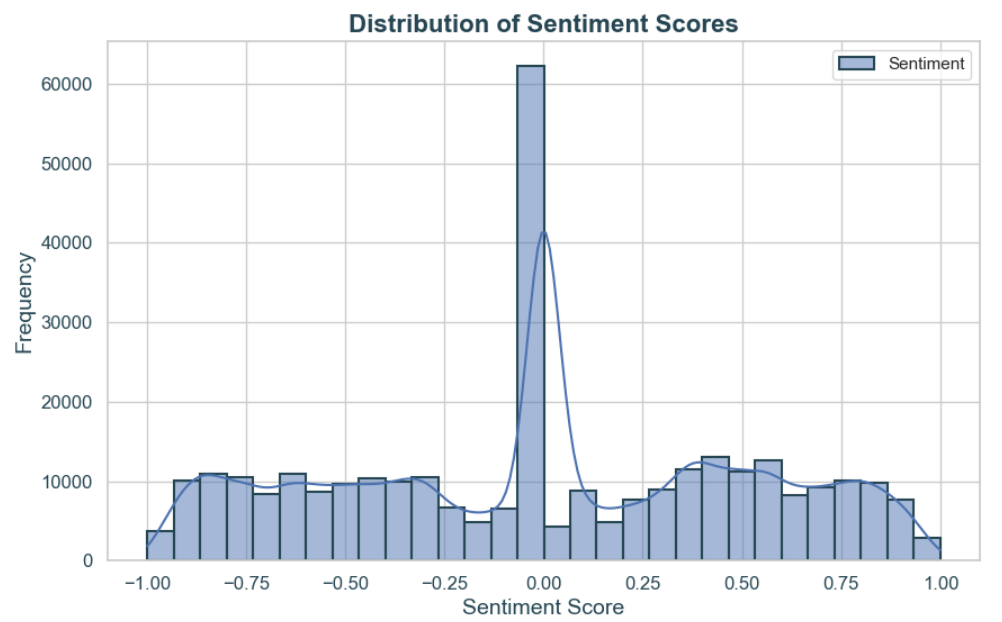 Distribution of Sentiment Scores
Sentiment
60000
50000
40000
30000
20000
10000
0
Frequency
−1.00 −0.75 −0.50 −0.25 0.00 0.25 0.50 0.75 1.00
Sentiment Score